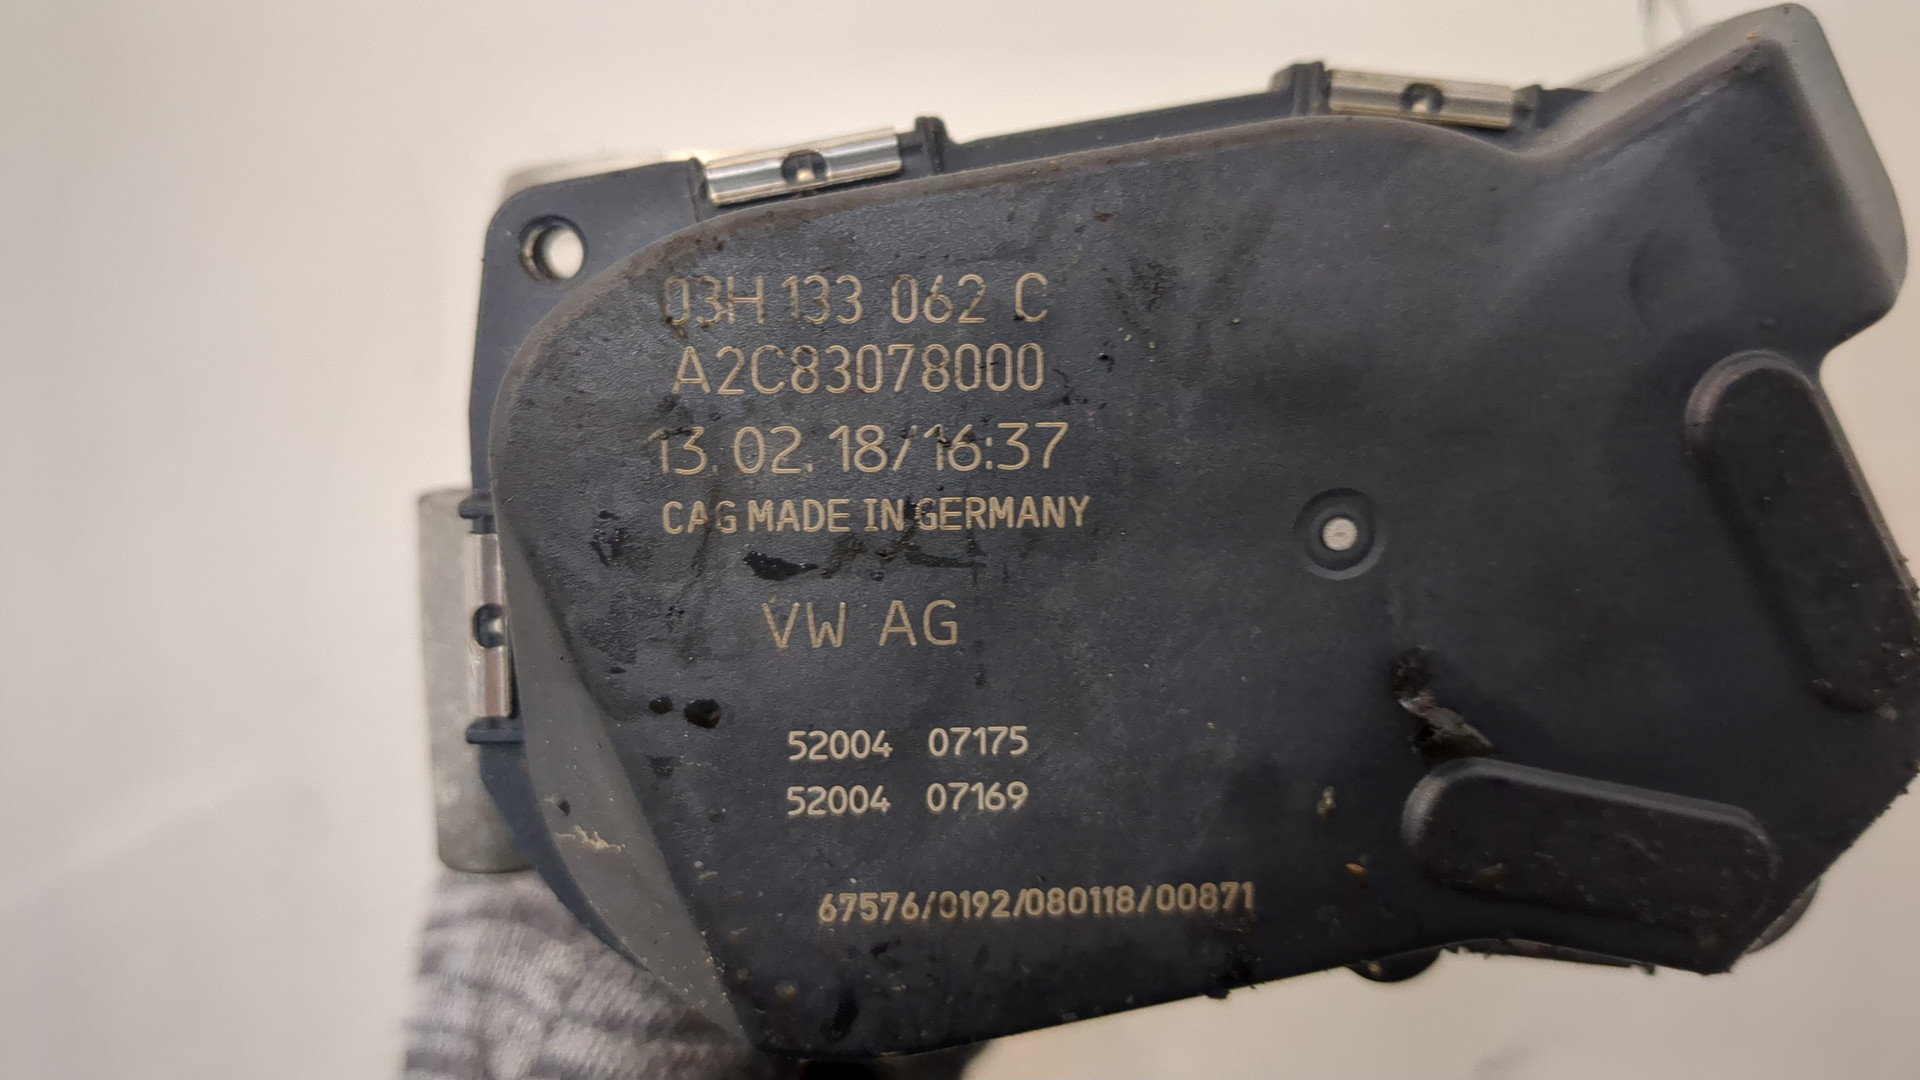 03H 133 062 C
A2C83078000
13.02.18/16:37
CAG MADE IN GERMANY
VW AG
52004 07175
52004 07169
67576/0192/080118/00871